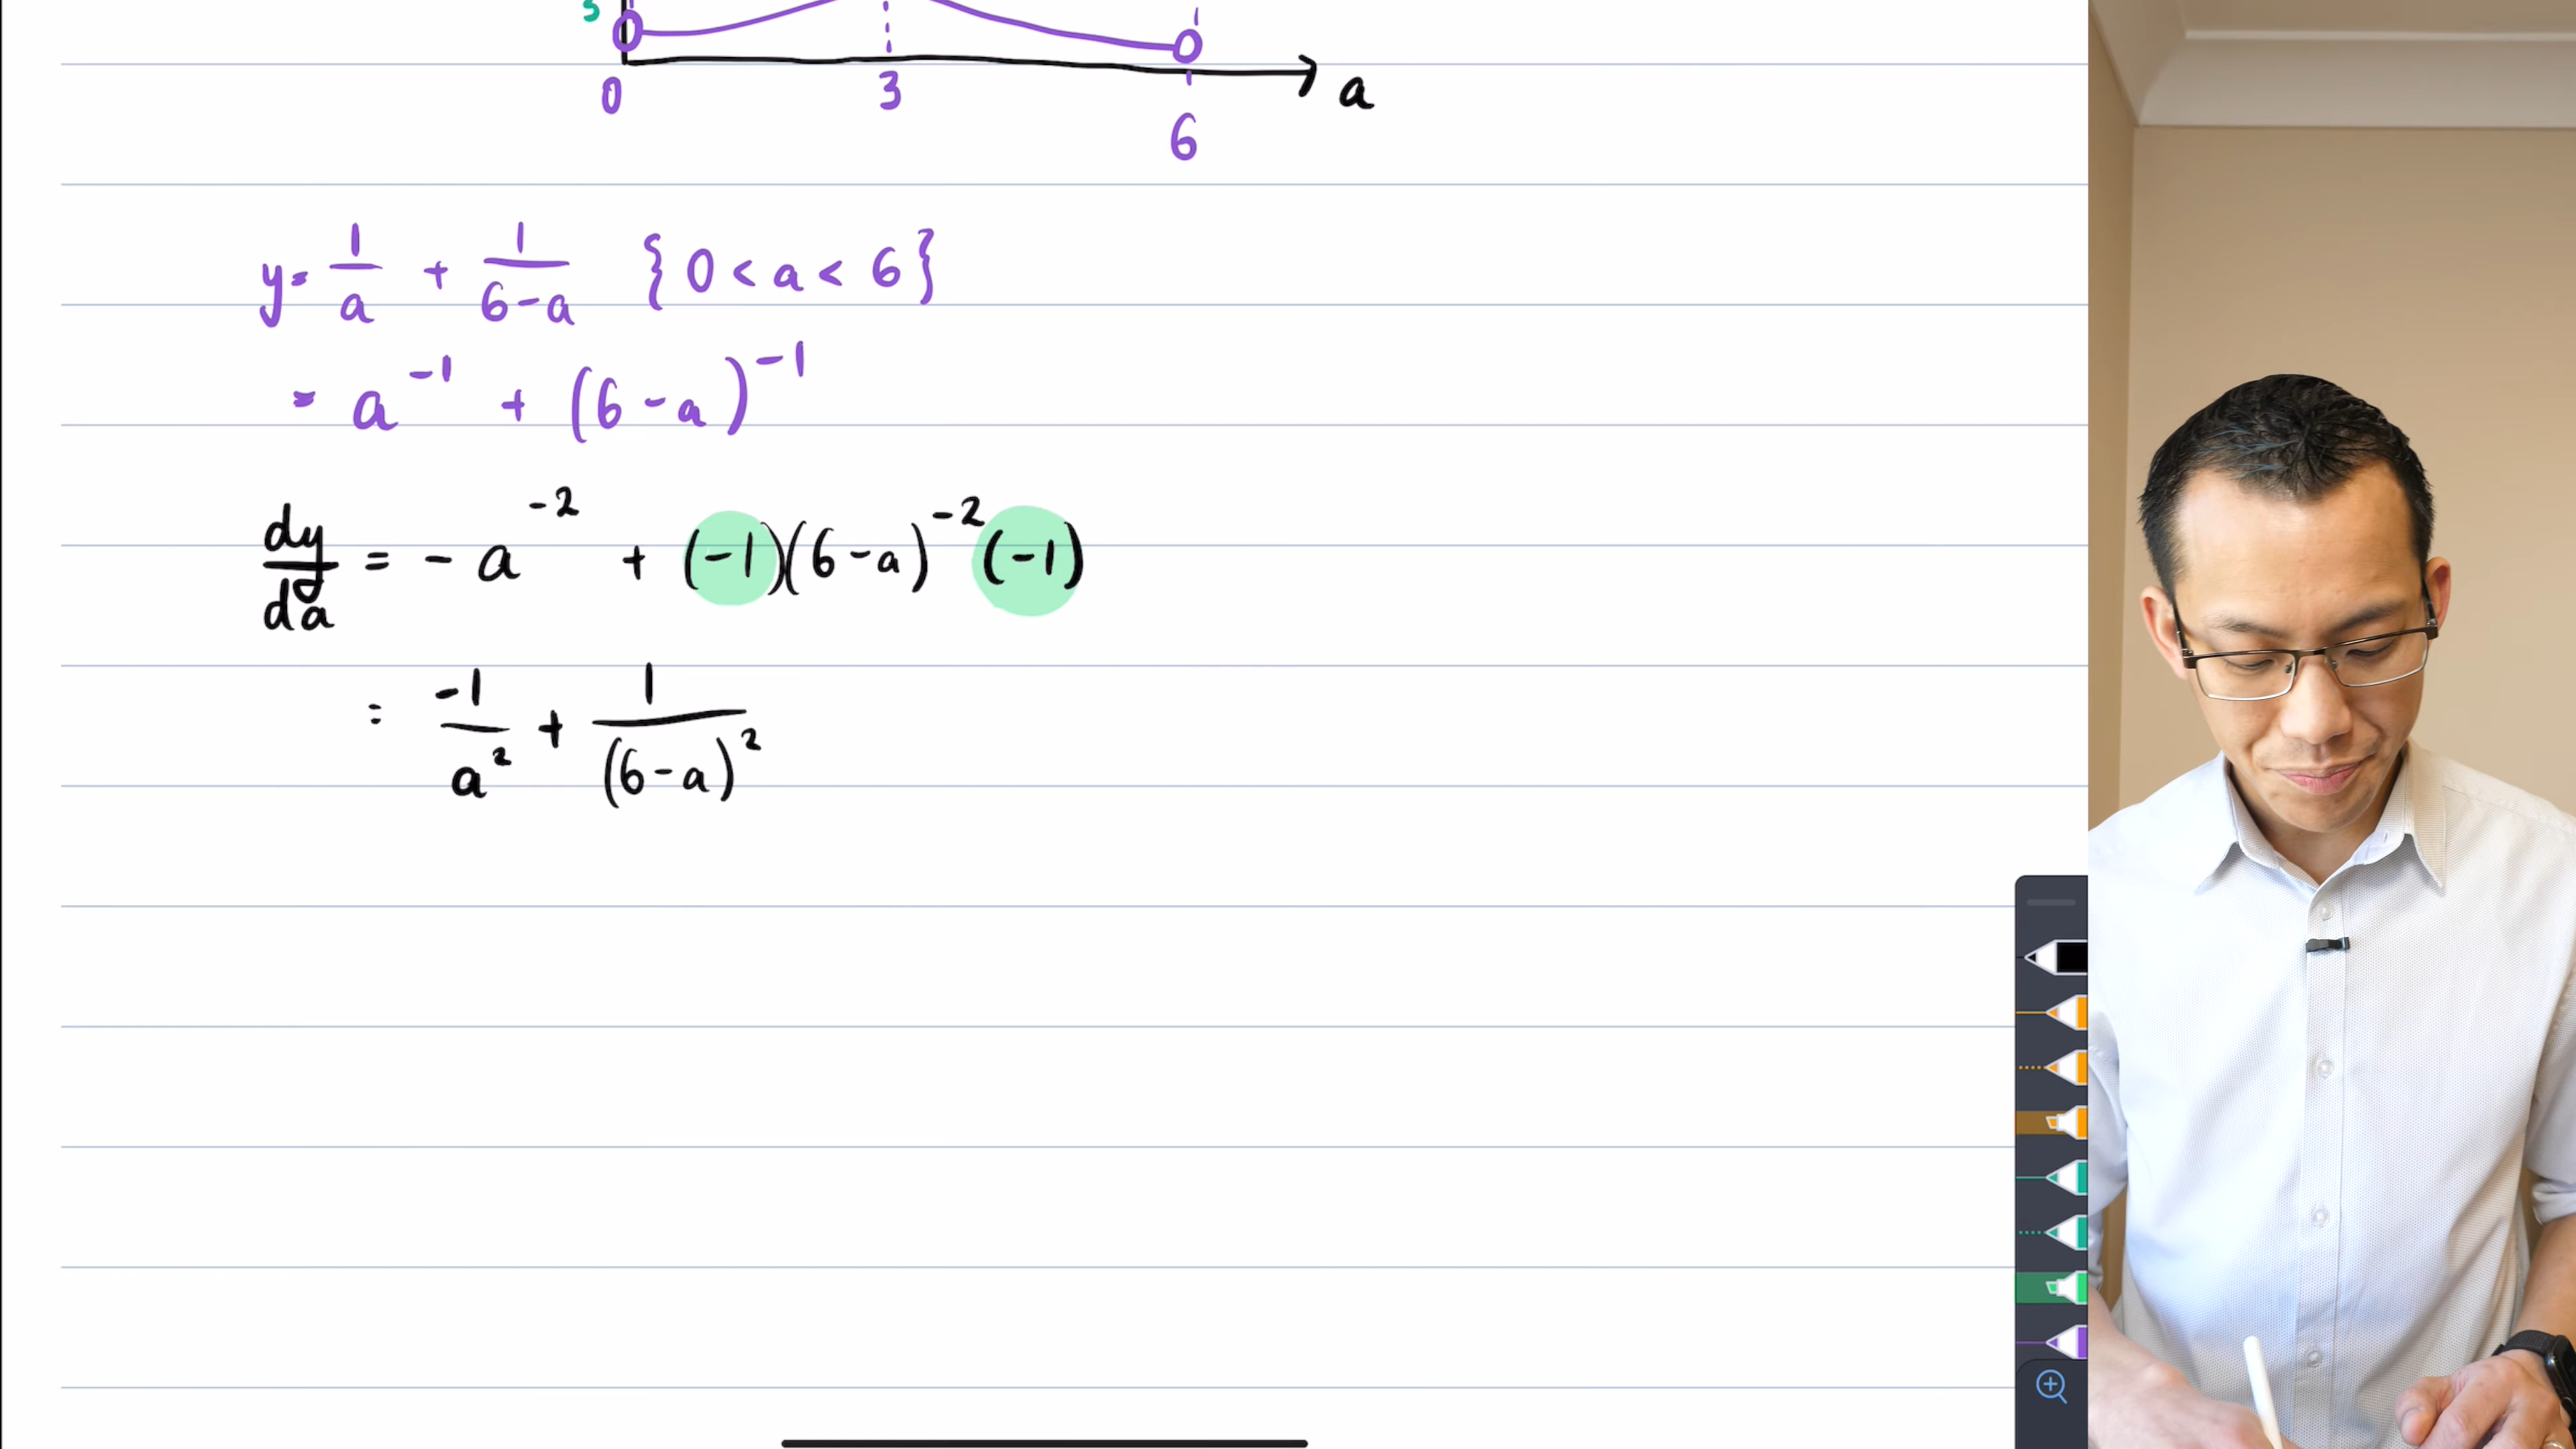 0 3 6 a
y = 1/a + 1/(6-a) {0 < a < 6}
= a^-1 + (6-a)^-1
dy/da = -a^-2 + (-1)(6-a)^-2(-1)
= -1/a^2 + 1/(6-a)^2